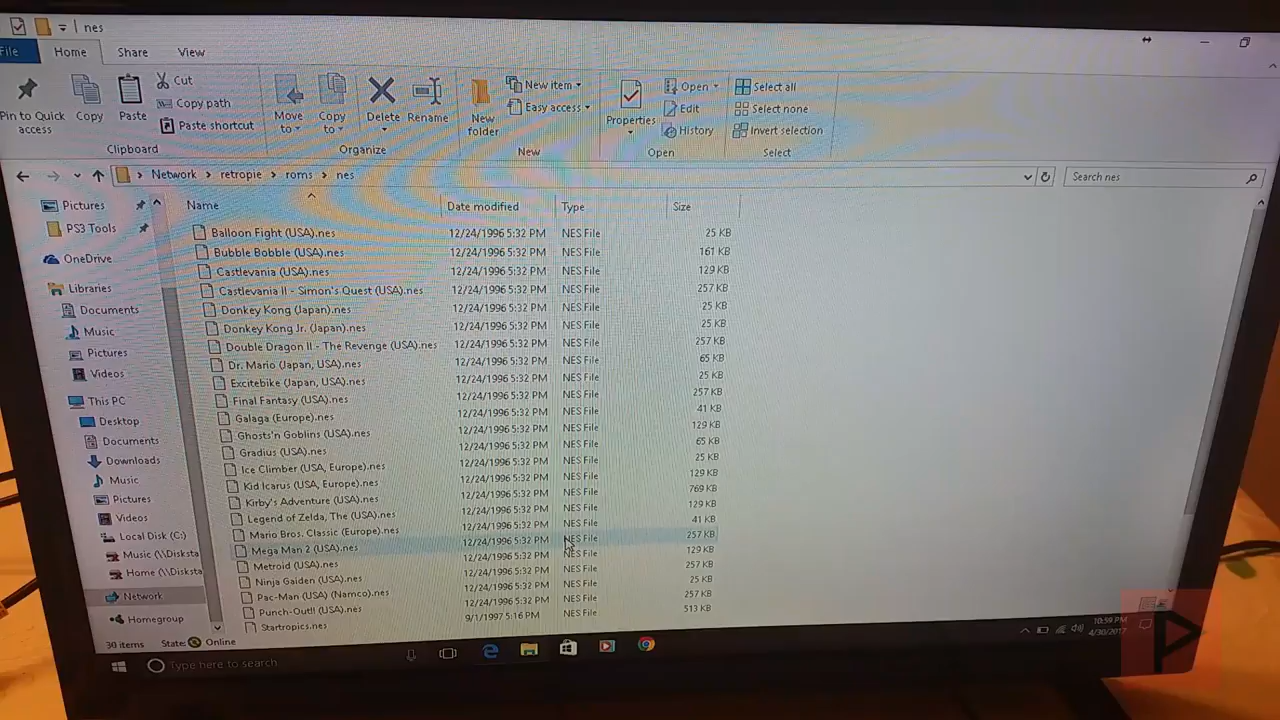 nes
File Home Share View
Pin to Quick access
Copy
Paste
Cut
Copy path
Paste shortcut
Clipboard
Move to
Copy to
Delete
Rename
Organize
New folder
New item
Easy access
New
Properties
Open
Edit
History
Open
Select all
Select none
Invert selection
Select
Network > retropie > roms > nes
Search nes
Pictures
PS3 Tools
OneDrive
Libraries
Documents
Music
Pictures
Videos
This PC
Desktop
Documents
Downloads
Music
Pictures
Videos
Local Disk (C:)
Music (\\Disksta
Home (\\Disksta
Network
Homegroup
Name Date modified Type Size
Balloon Fight (USA).nes 12/24/1996 5:32 PM NES File 25 KB
Bubble Bobble (USA).nes 12/24/1996 5:32 PM NES File 161 KB
Castlevania (USA).nes 12/24/1996 5:32 PM NES File 129 KB
Castlevania II - Simon's Quest (USA).nes 12/24/1996 5:32 PM NES File 257 KB
Donkey Kong (Japan).nes 12/24/1996 5:32 PM NES File 25 KB
Donkey Kong Jr. (Japan).nes 12/24/1996 5:32 PM NES File 25 KB
Double Dragon II - The Revenge (USA).nes 12/24/1996 5:32 PM NES File 257 KB
Dr. Mario (Japan, USA).nes 12/24/1996 5:32 PM NES File 65 KB
Excitebike (Japan, USA).nes 12/24/1996 5:32 PM NES File 25 KB
Final Fantasy (USA).nes 12/24/1996 5:32 PM NES File 257 KB
Galaga (Europe).nes 12/24/1996 5:32 PM NES File 41 KB
Ghosts'n Goblins (USA).nes 12/24/1996 5:32 PM NES File 129 KB
Gradius (USA).nes 12/24/1996 5:32 PM NES File 65 KB
Ice Climber (USA, Europe).nes 12/24/1996 5:32 PM NES File 25 KB
Kid Icarus (USA, Europe).nes 12/24/1996 5:32 PM NES File 129 KB
Kirby's Adventure (USA).nes 12/24/1996 5:32 PM NES File 769 KB
Legend of Zelda, The (USA).nes 12/24/1996 5:32 PM NES File 129 KB
Mario Bros. Classic (Europe).nes 12/24/1996 5:32 PM NES File 41 KB
Mega Man 2 (USA).nes 12/24/1996 5:32 PM NES File 257 KB
Metroid (USA).nes 12/24/1996 5:32 PM NES File 129 KB
Ninja Gaiden (USA).nes 12/24/1996 5:32 PM NES File 257 KB
Pac-Man (USA) (Namco).nes 12/24/1996 5:32 PM NES File 25 KB
Punch-Out!! (USA).nes 12/24/1996 5:32 PM NES File 257 KB
Startropics.nes 9/1/1997 5:16 PM NES File 513 KB
30 items State: Online
Type here to search
10:59 PM
4/30/2017